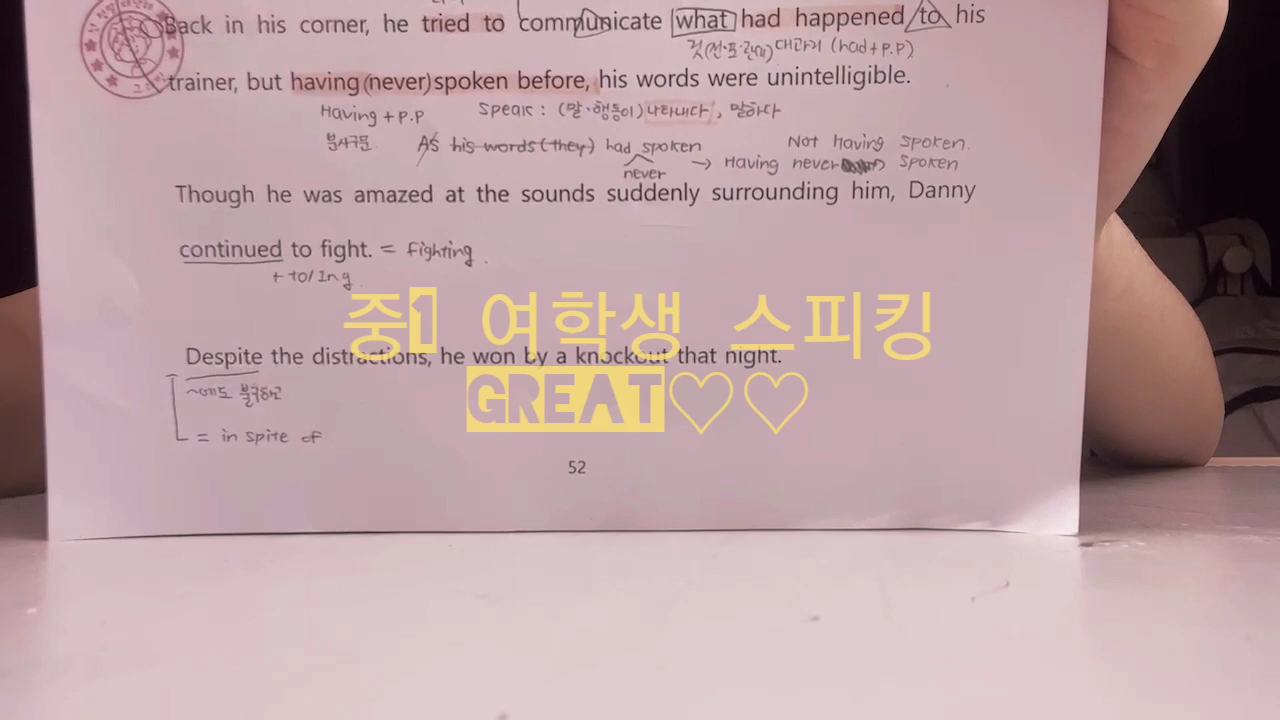 Back in his corner, he tried to communicate what had happened to his
것(선·포·관계) 대과거 (had+p.p)
trainer, but having (never) spoken before, his words were unintelligible.
Having + P.P
speak : (말·행동이) 나타내다, 말하다
분사구문.
As his words (they) had spoken
never
Not Having spoken.
→ Having never spoken
Though he was amazed at the sounds suddenly surrounding him, Danny
continued to fight. = fighting.
+ to/Ing.
중1 여학생 스피킹
GREAT♡♡
Despite the distractions, he won by a knockout that night.
~에도 불구하고
= in spite of
52